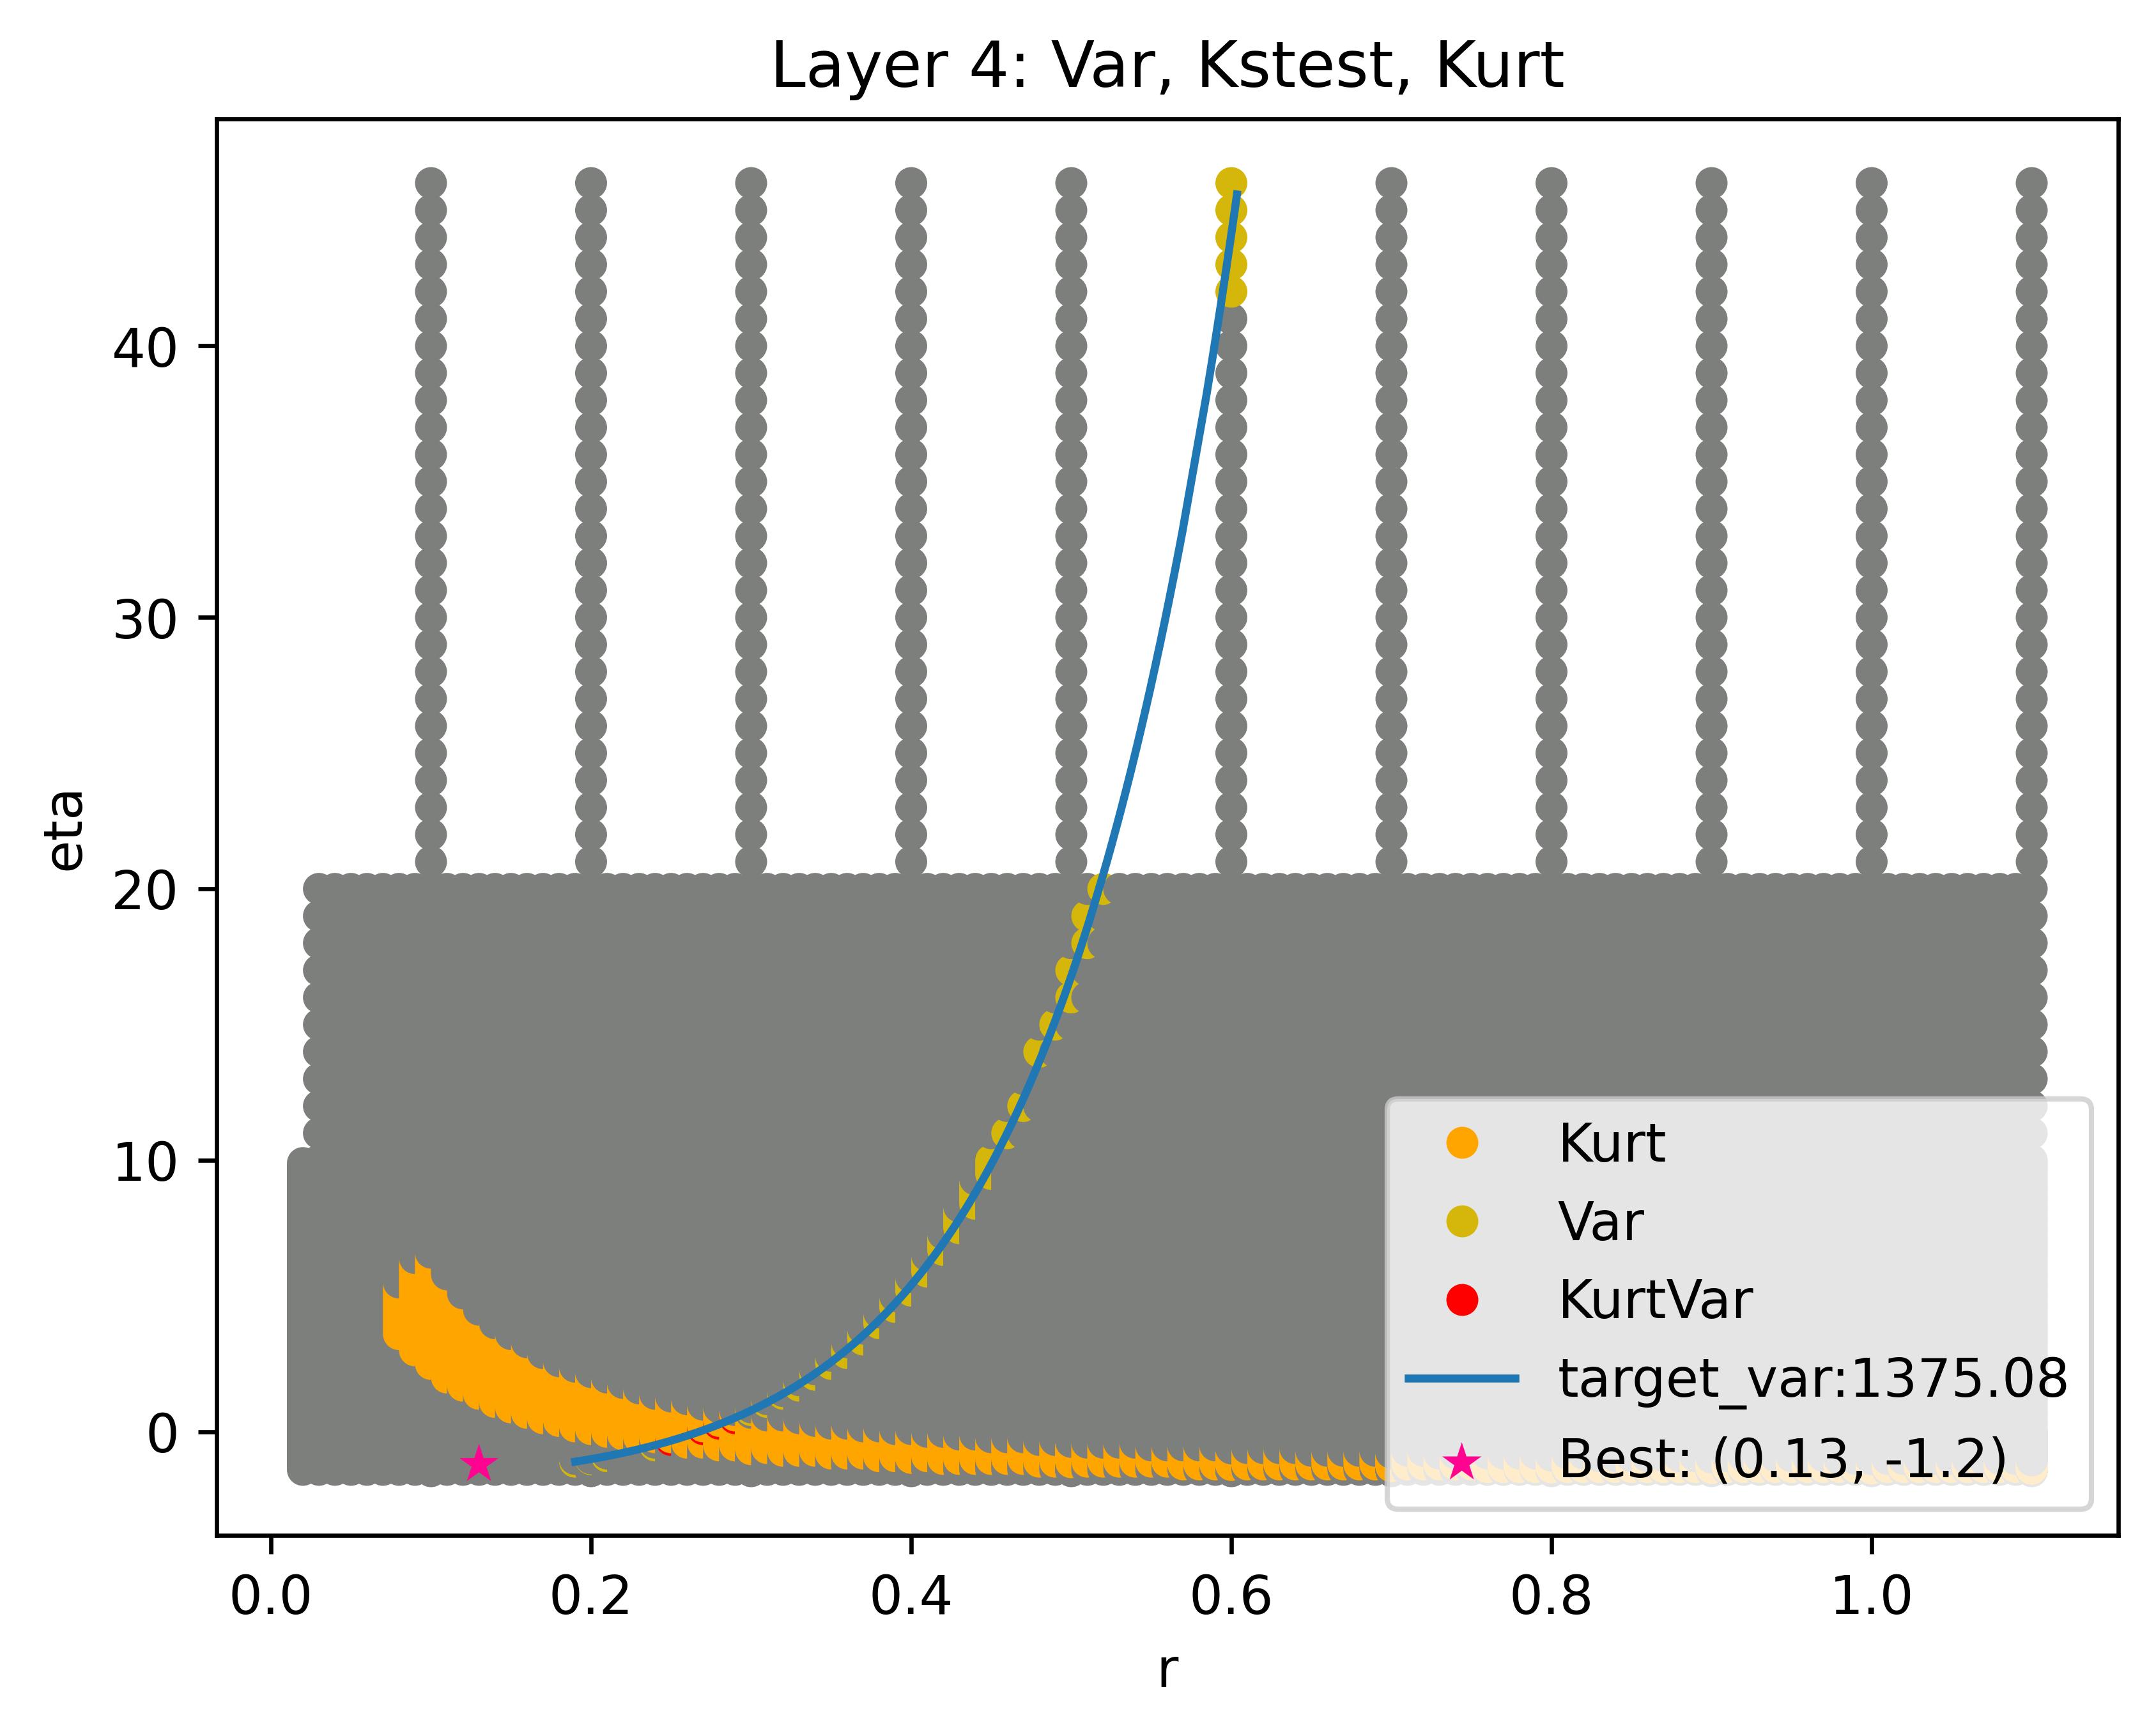 Layer 4: Var, Kstest, Kurt
eta
40
30
20
10
0
Kurt
Var
KurtVar
target_var:1375.08
Best: (0.13, -1.2)
0.0 0.2 0.4 0.6 0.8 1.0
r